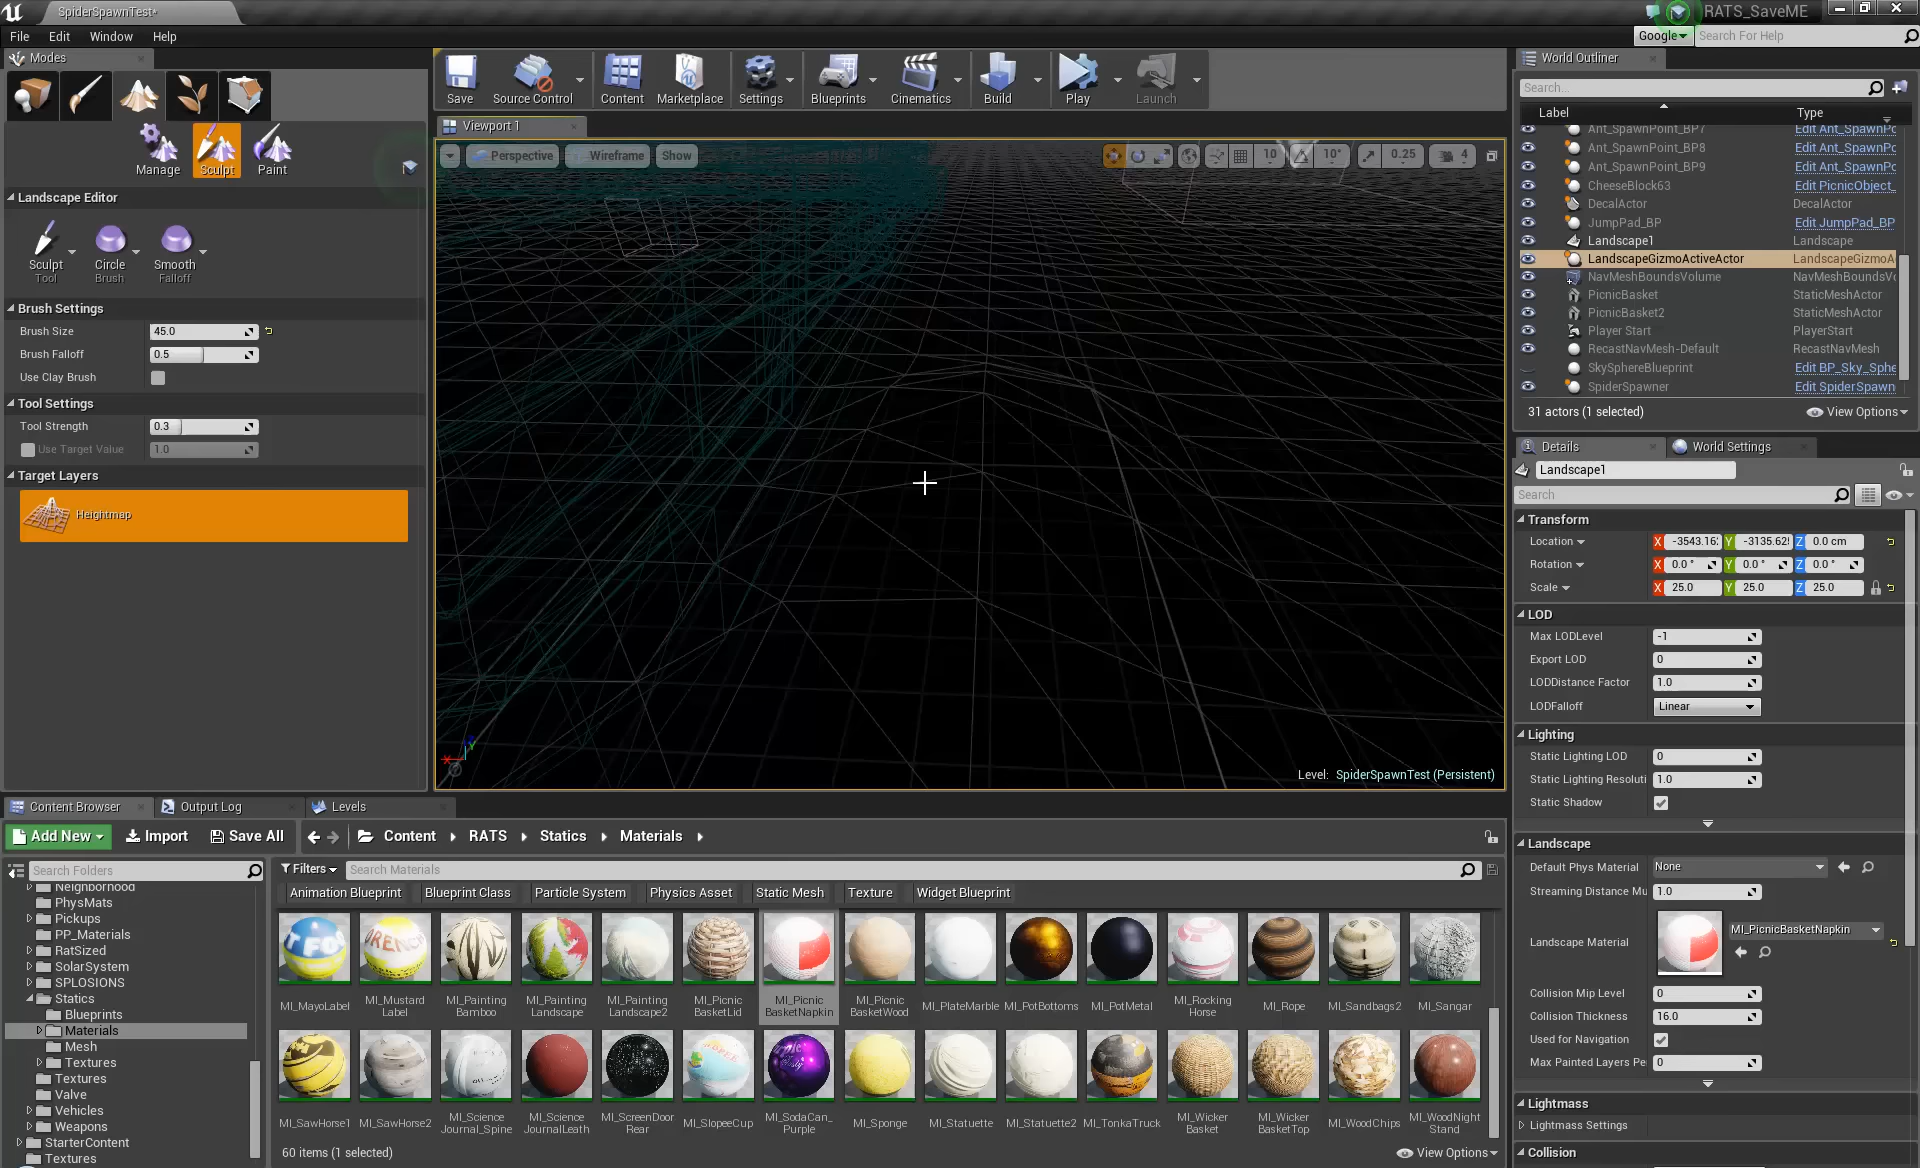 SpiderSpawnTest*
RATS_SaveME
File Edit Window Help
Google
Search For Help
Modes
Manage
Sculpt
Paint
Landscape Editor
Sculpt Circle Smooth
Tool Brush Falloff
Brush Settings
Brush Size 45.0
Brush Falloff 0.5
Use Clay Brush
Tool Settings
Tool Strength 0.3
Use Target Value 1.0
Target Layers
Heightmap
Save
Source Control
Content
Marketplace
Settings
Blueprints
Cinematics
Build
Play
Launch
Viewport 1
Perspective Wireframe Show
10 10° 0.25 4
Level: SpiderSpawnTest (Persistent)
World Outliner
Search...
Label Type
Ant_SpawnPoint_BP7 Edit Ant_SpawnPc
Ant_SpawnPoint_BP8 Edit Ant_SpawnPc
Ant_SpawnPoint_BP9 Edit Ant_SpawnPc
CheeseBlock63 Edit PicnicObject_
DecalActor DecalActor
JumpPad_BP Edit JumpPad_BP
Landscape1 Landscape
LandscapeGizmoActiveActor LandscapeGizmoA
NavMeshBoundsVolume NavMeshBoundsVo
PicnicBasket StaticMeshActor
PicnicBasket2 StaticMeshActor
Player Start PlayerStart
RecastNavMesh-Default RecastNavMesh
SkySphereBlueprint Edit BP_Sky_Sphe
SpiderSpawner Edit SpiderSpawn
31 actors (1 selected) View Options
Details World Settings
Landscape1
Search
Transform
Location X -3543.16 Y -3135.62 Z 0.0 cm
Rotation X 0.0 ° Y 0.0 ° Z 0.0 °
Scale X 25.0 Y 25.0 Z 25.0
LOD
Max LODLevel -1
Export LOD 0
LODDistance Factor 1.0
LODFalloff Linear
Lighting
Static Lighting LOD 0
Static Lighting Resoluti 1.0
Static Shadow
Landscape
Default Phys Material None
Streaming Distance Mu 1.0
Landscape Material MI_PicnicBasketNapkin
Collision Mip Level 0
Collision Thickness 16.0
Used for Navigation
Max Painted Layers Pe 0
Lightmass
Lightmass Settings
Collision
Content Browser Output Log Levels
Add New Import Save All Content RATS Statics Materials
Search Folders
Neighborhood
PhysMats
Pickups
PP_Materials
RatSized
SolarSystem
SPLOSIONS
Statics
Blueprints
Materials
Mesh
Textures
Textures
Valve
Vehicles
Weapons
StarterContent
Textures
Filters Search Materials
Animation Blueprint Blueprint Class Particle System Physics Asset Static Mesh Texture Widget Blueprint
MI_MayoLabel
MI_Mustard
Label
MI_Painting
Bamboo
MI_Painting
Landscape
MI_Painting
Landscape2
MI_Picnic
BasketLid
MI_Picnic
BasketNapkin
MI_Picnic
BasketWood
MI_PlateMarble
MI_PotBottoms
MI_PotMetal
MI_Rocking
Horse
MI_Rope
MI_Sandbags2
MI_Sangar
MI_SawHorse1
MI_SawHorse2
MI_Science
Journal_Spine
MI_Science
JournalLeath
MI_ScreenDoor
Rear
MI_SlopeeCup
MI_SodaCan_
Purple
MI_Sponge
MI_Statuette
MI_Statuette2
MI_TonkaTruck
MI_Wicker
Basket
MI_Wicker
BasketTop
MI_WoodChips
MI_WoodNight
Stand
60 items (1 selected) View Options